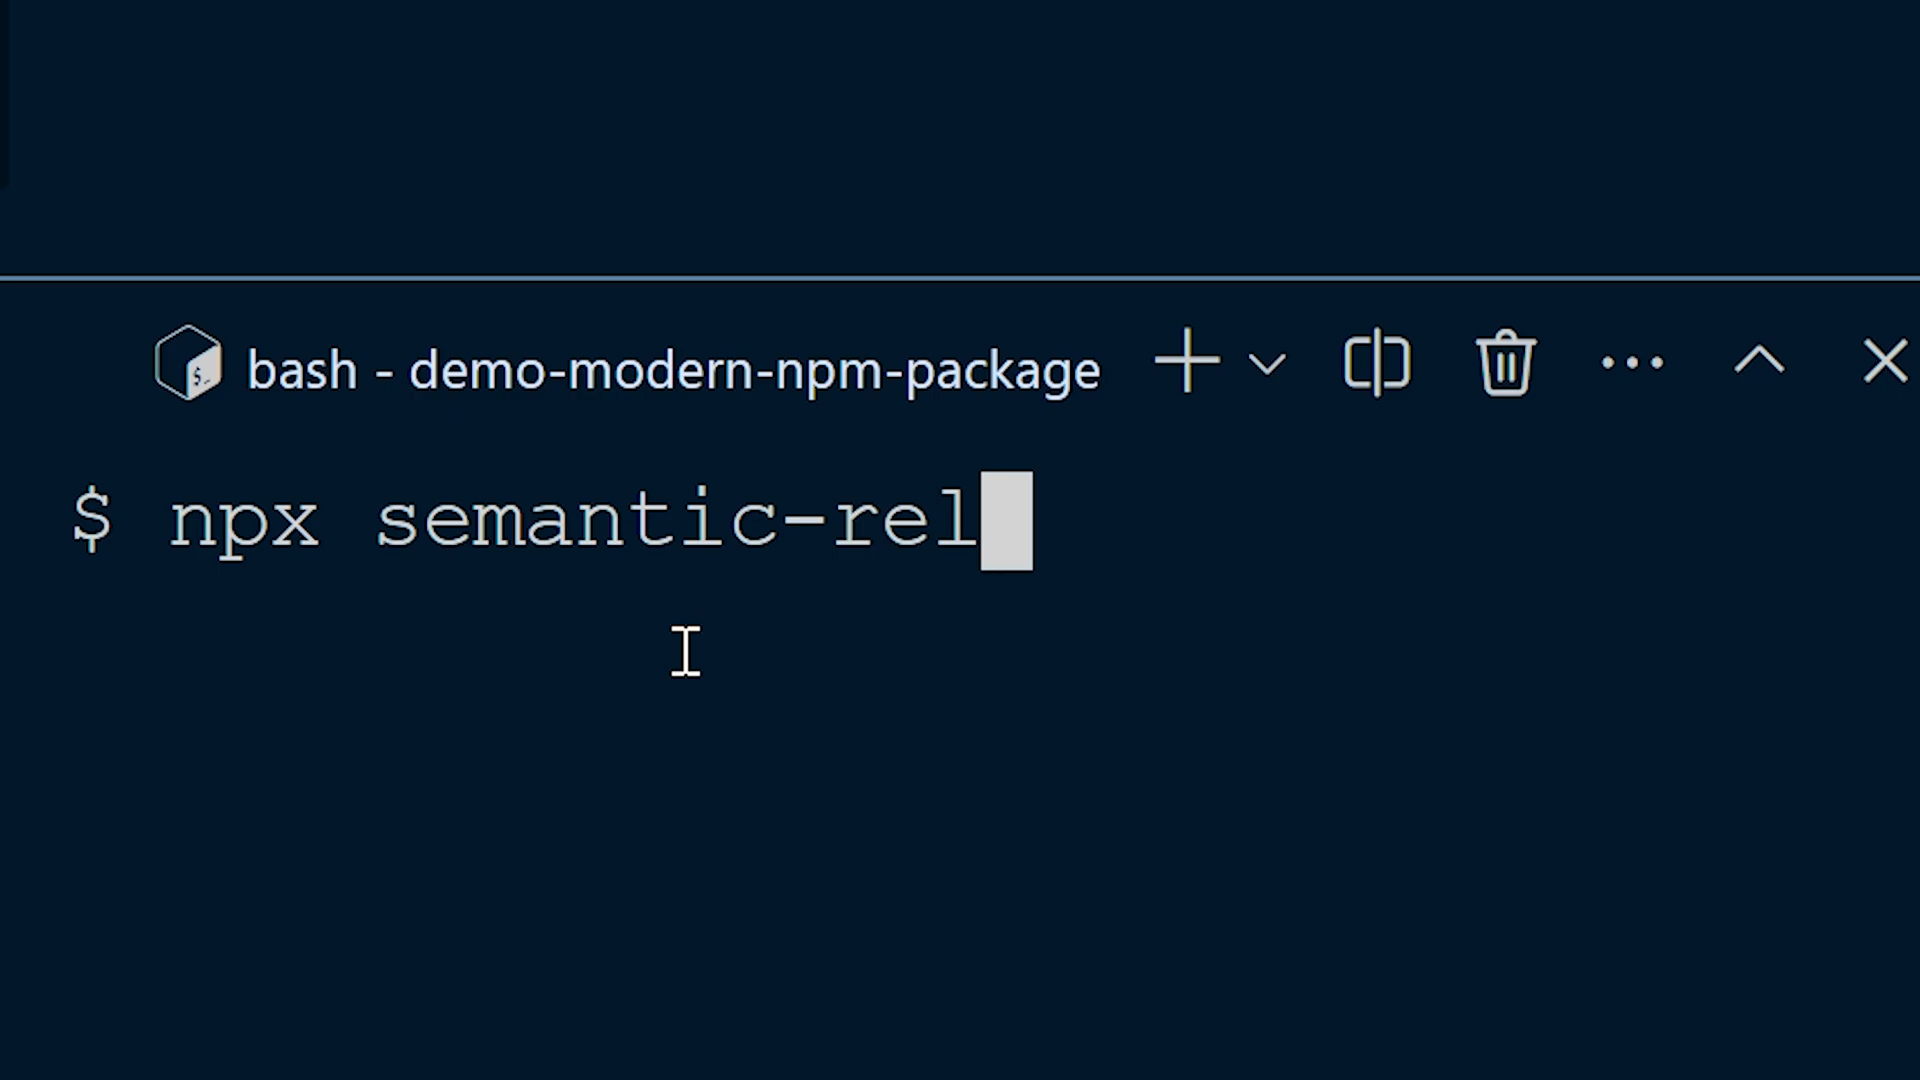 bash - demo-modern-npm-package
$ npx semantic-rel